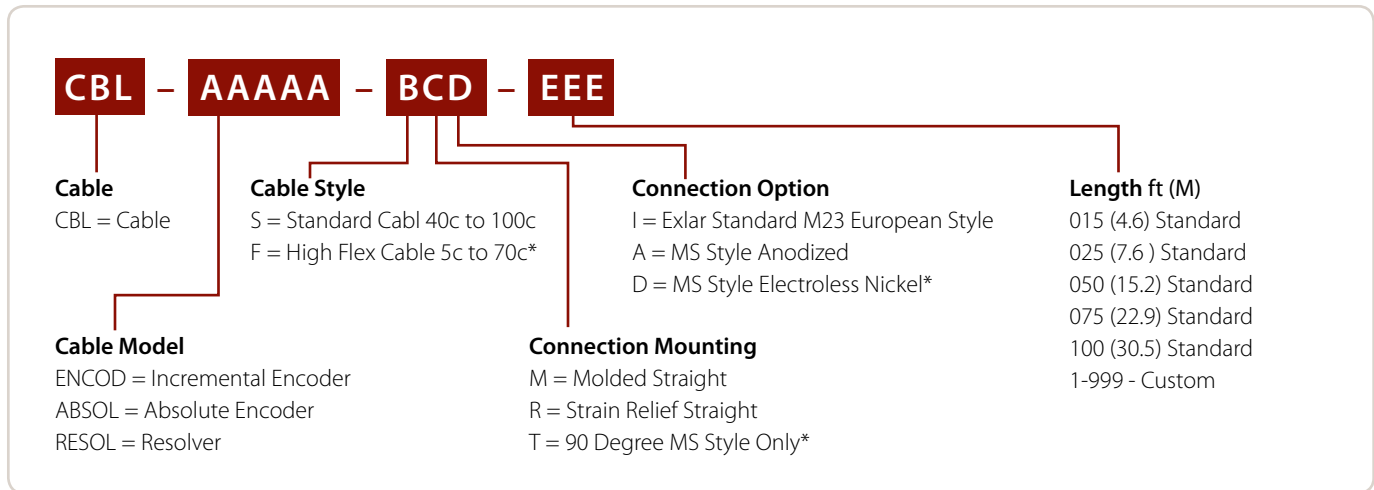 CBL – AAAAA – BCD – EEE
Cable
CBL = Cable
Cable Style
S = Standard Cabl 40c to 100c
F = High Flex Cable 5c to 70c*
Connection Option
I = Exlar Standard M23 European Style
A = MS Style Anodized
D = MS Style Electroless Nickel*
Length ft (M)
015 (4.6) Standard
025 (7.6 ) Standard
050 (15.2) Standard
075 (22.9) Standard
100 (30.5) Standard
1-999 - Custom
Cable Model
ENCOD = Incremental Encoder
ABSOL = Absolute Encoder
RESOL = Resolver
Connection Mounting
M = Molded Straight
R = Strain Relief Straight
T = 90 Degree MS Style Only*